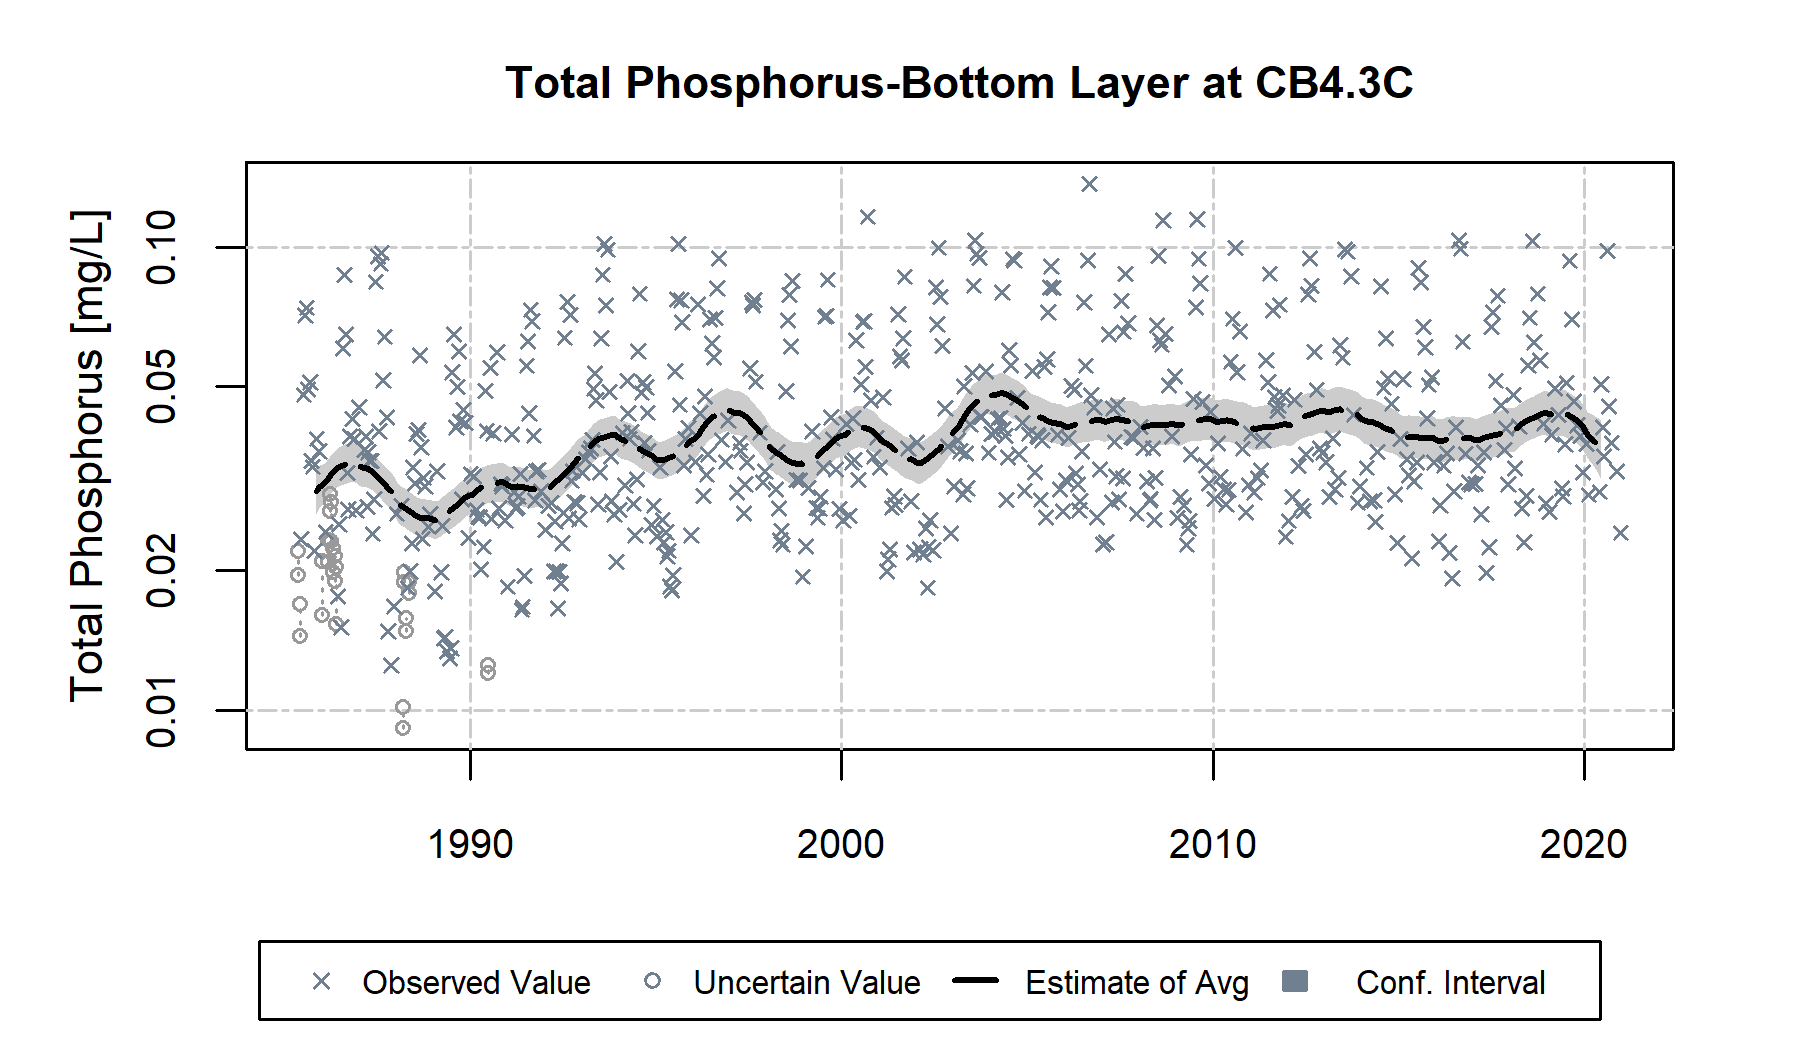 Total Phosphorus-Bottom Layer at CB4.3C
Total Phosphorus [mg/L]
0.10
0.05
0.02
0.01
1990 2000 2010 2020
Observed Value Uncertain Value Estimate of Avg Conf. Interval